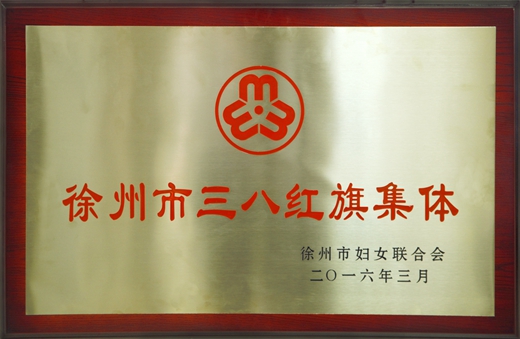 徐州市三八红旗集体
徐州市妇女联合会
二〇一六年三月